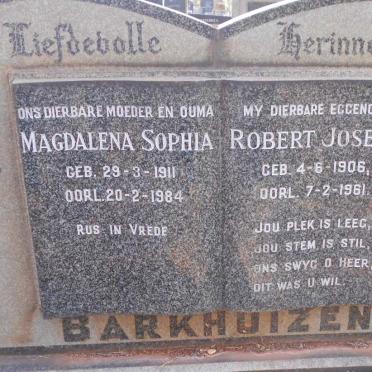 Liefdebolle Herinne
ONS DIERBARE MOEDER EN OUMA
MAGDALENA SOPHIA
GEB. 29-3-1911
OORL. 20-2-1984
RUS IN VREDE
MY DIERBARE EGGENO
ROBERT JOSE
GEB. 4-6-1906,
OORL. 7-2-1961.
JOU PLEK IS LEEG,
JOU STEM IS STIL,
ONS SWYG O HEER,
DIT WAS U WIL.
BARKHUIZEN